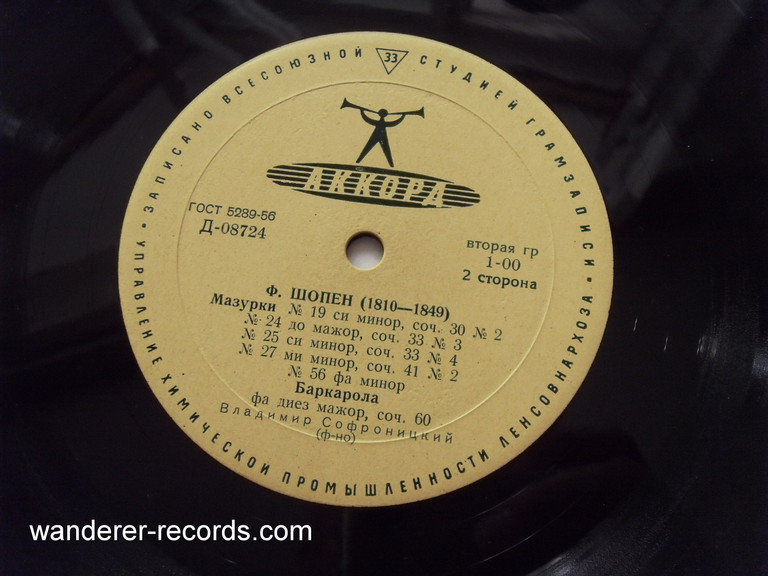 ЗАПИСАНО ВСЕСОЮЗНОЙ 33 СТУДИЕЙ ГРАМЗАПИСИ
УПРАВЛЕНИЕ ХИМИЧЕСКОЙ ПРОМЫШЛЕННОСТИ ЛЕНСОВНАРХОЗА
АККОРД
ГОСТ 5289-56
Д-08724
вторая гр
1-00
2 сторона
Ф. ШОПЕН (1810—1849)
Мазурки № 19 си минор, соч. 30 № 2
№ 24 до мажор, соч. 33 № 3
№ 25 си минор, соч. 33 № 4
№ 27 ми минор, соч. 41 № 2
№ 56 фа минор
Баркарола
фа диез мажор, соч. 60
Владимир Софроницкий
(ф-но)
wanderer-records.com